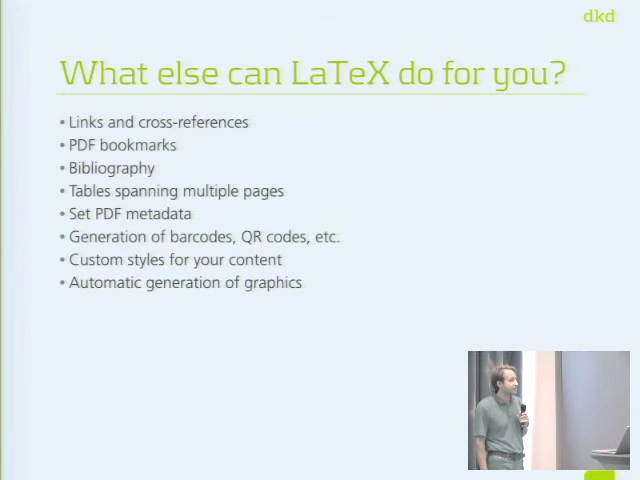 dkd
What else can LaTeX do for you?
• Links and cross-references
• PDF bookmarks
• Bibliography
• Tables spanning multiple pages
• Set PDF metadata
• Generation of barcodes, QR codes, etc.
• Custom styles for your content
• Automatic generation of graphics